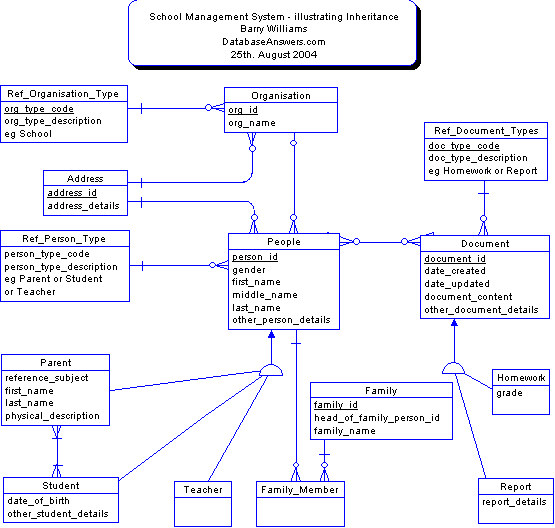 School Management System - illustrating Inheritance
Barry Williams
DatabaseAnswers.com
25th. August 2004
Ref_Organisation_Type
org_type_code
org_type_description
eg School
Organisation
org_id
org_name
Ref_Document_Types
doc_type_code
doc_type_description
eg Homework or Report
Address
address_id
address_details
Ref_Person_Type
person_type_code
person_type_description
eg Parent or Student
or Teacher
People
person_id
gender
first_name
middle_name
last_name
other_person_details
Document
document_id
date_created
date_updated
document_content
other_document_details
Parent
reference_subject
first_name
last_name
physical_description
Family
family_id
head_of_family_person_id
family_name
Homework
grade
Student
date_of_birth
other_student_details
Teacher
Family_Member
Report
report_details